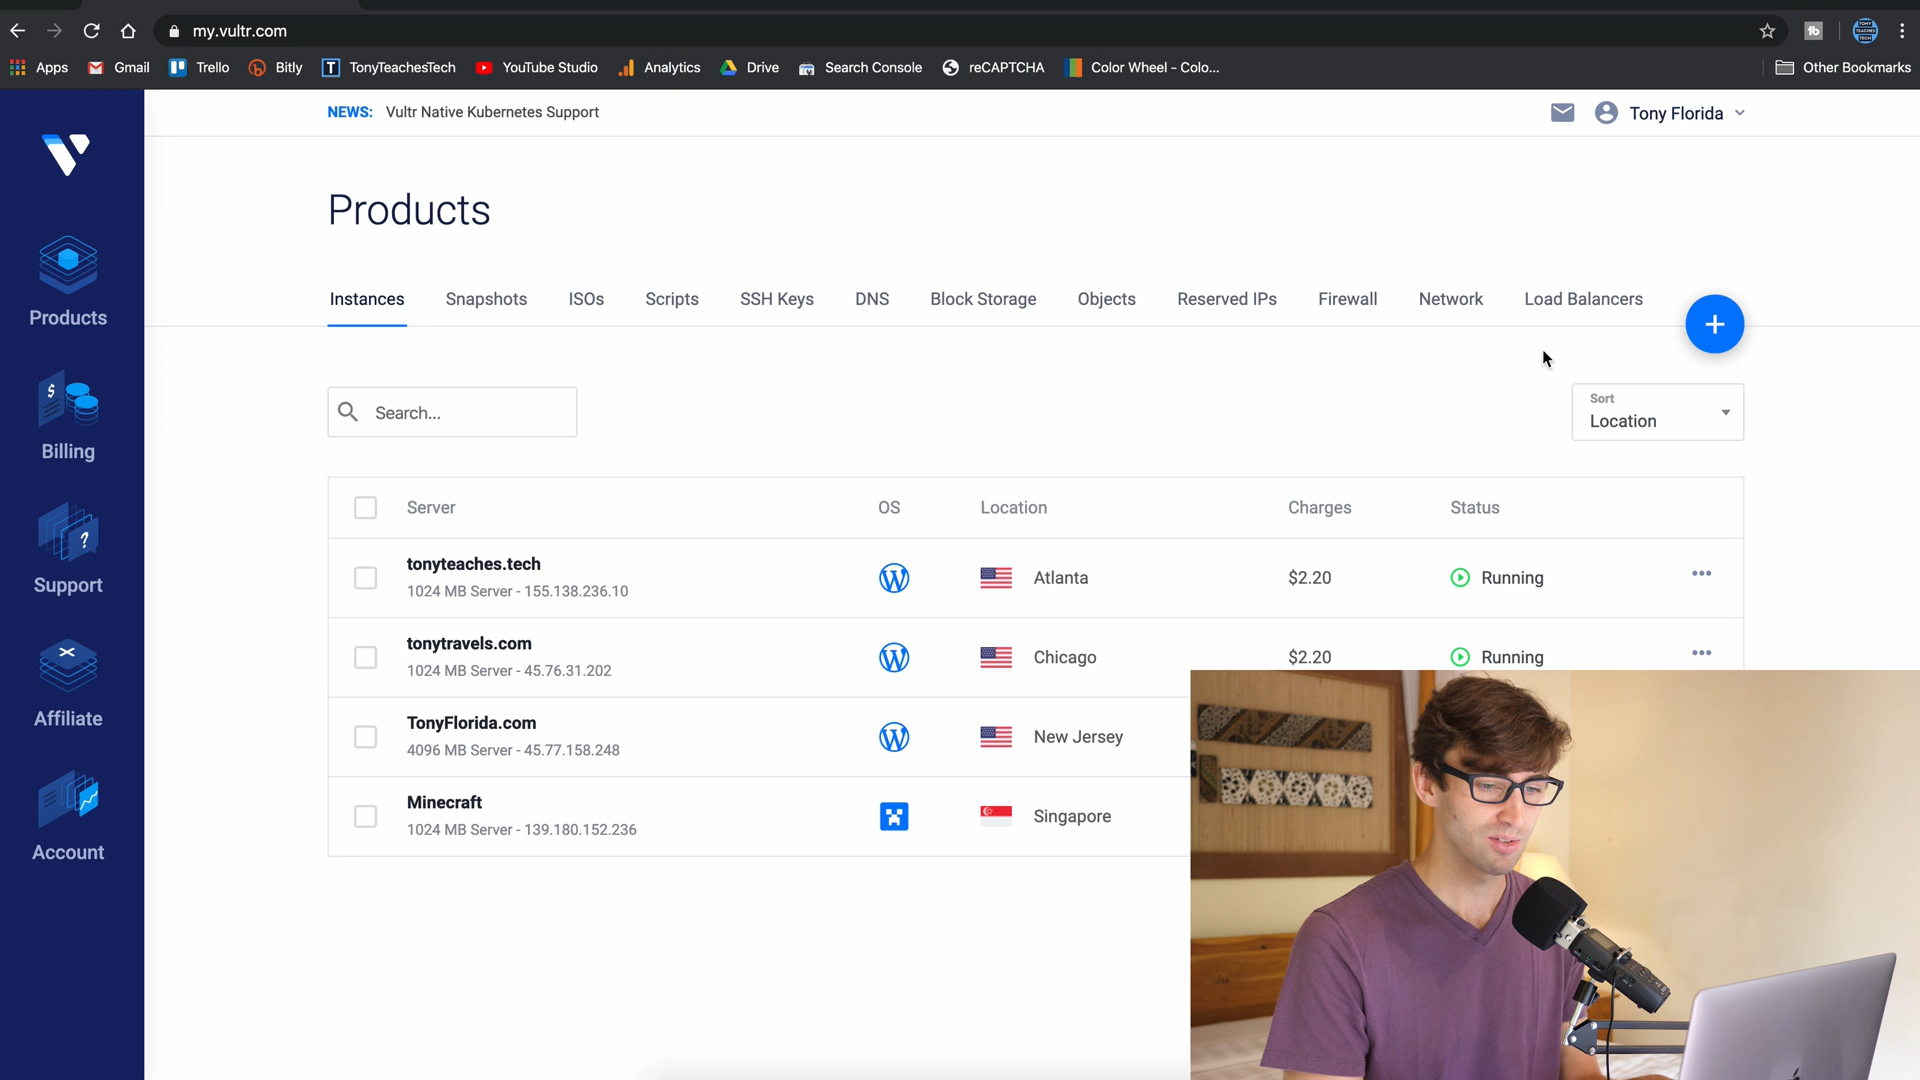 my.vultr.com
Apps Gmail Trello Bitly TonyTeachesTech YouTube Studio Analytics Drive Search Console reCAPTCHA Color Wheel - Colo... Other Bookmarks
NEWS: Vultr Native Kubernetes Support
Tony Florida
Products
Billing
Support
Affiliate
Account
Products
Instances Snapshots ISOs Scripts SSH Keys DNS Block Storage Objects Reserved IPs Firewall Network Load Balancers
+
Search...
Sort
Location
Server OS Location Charges Status
tonyteaches.tech
1024 MB Server - 155.138.236.10
Atlanta $2.20 Running
tonytravels.com
1024 MB Server - 45.76.31.202
Chicago $2.20 Running
TonyFlorida.com
4096 MB Server - 45.77.158.248
New Jersey
Minecraft
1024 MB Server - 139.180.152.236
Singapore